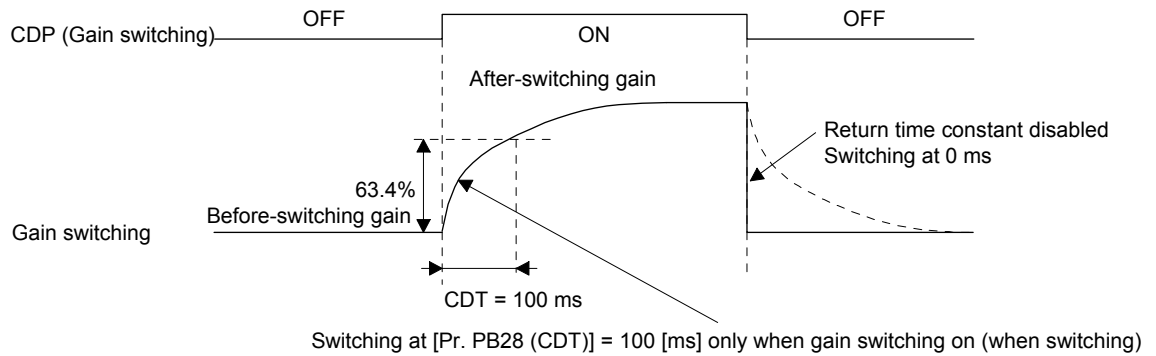 OFF
OFF
CDP (Gain switching)
ON
After-switching gain
Return time constant disabled
Switching at 0 ms
63.4%
Before-switching gain
Gain switching
CDT = 100 ms
Switching at [Pr. PB28 (CDT)] = 100 [ms] only when gain switching on (when switching)